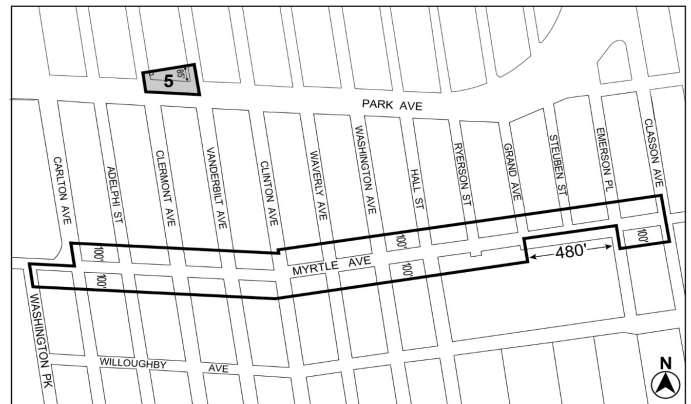 95'
5
PARK AVE
CARLTON AVE
ADELPHI ST
CLERMONT AVE
VANDERBILT AVE
CLINTON AVE
WAVERLY AVE
WASHINGTON AVE
HALL ST
RYERSON ST
GRAND AVE
STEUBEN ST
EMERSON PL
CLASSON AVE
100'
100'
100'
100'
100'
MYRTLE AVE
480'
WASHINGTON PK
WILLOUGHBY AVE
N